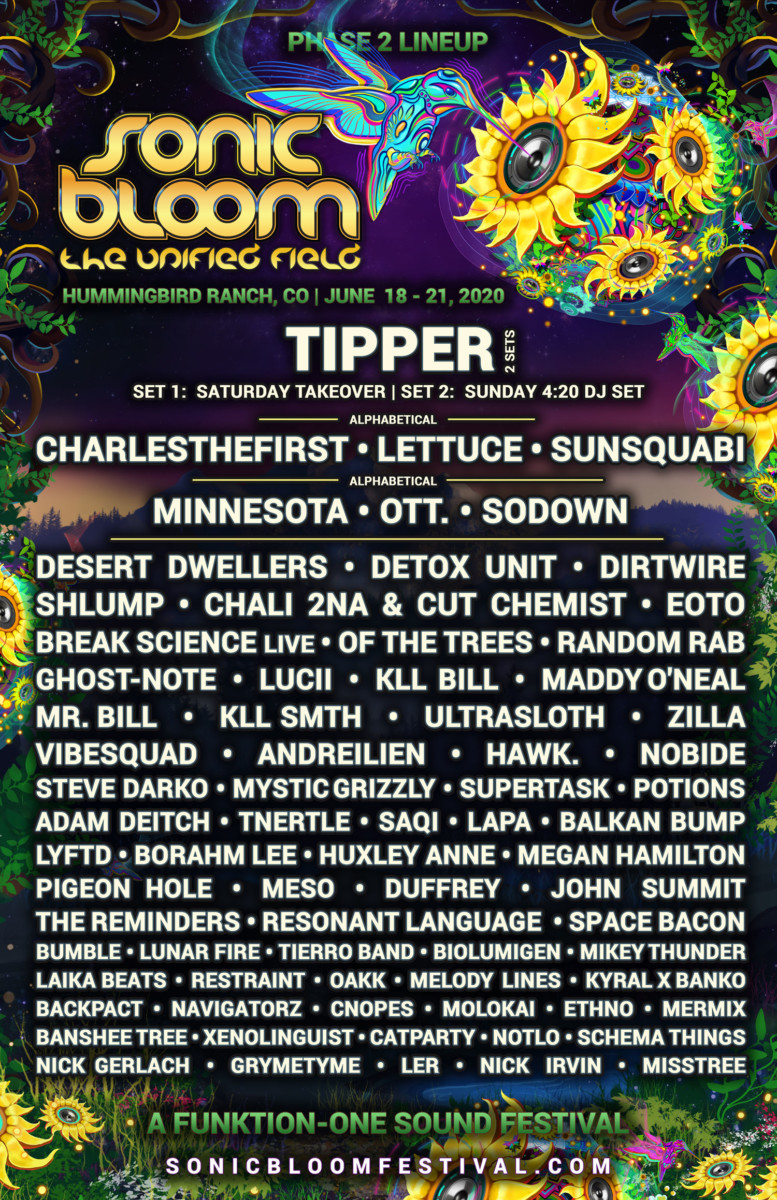 PHASE 2 LINEUP
SONIC
BLOOM
THE UNIFIED FIELD
HUMMINGBIRD RANCH, CO | JUNE 18 - 21, 2020
TIPPER 2 SETS
SET 1: SATURDAY TAKEOVER | SET 2: SUNDAY 4:20 DJ SET
ALPHABETICAL
CHARLESTHEFIRST • LETTUCE • SUNSQUABI
ALPHABETICAL
MINNESOTA • OTT. • SODOWN
DESERT DWELLERS • DETOX UNIT • DIRTWIRE
SHLUMP • CHALI 2NA & CUT CHEMIST • EOTO
BREAK SCIENCE LIVE • OF THE TREES • RANDOM RAB
GHOST-NOTE • LUCII • KLL BILL • MADDY O'NEAL
MR. BILL • KLL SMTH • ULTRASLOTH • ZILLA
VIBESQUAD • ANDREILIEN • HAWK. • NOBIDE
STEVE DARKO • MYSTIC GRIZZLY • SUPERTASK • POTIONS
ADAM DEITCH • TNERTLE • SAQI • LAPA • BALKAN BUMP
LYFTD • BORAHM LEE • HUXLEY ANNE • MEGAN HAMILTON
PIGEON HOLE • MESO • DUFFREY • JOHN SUMMIT
THE REMINDERS • RESONANT LANGUAGE • SPACE BACON
BUMBLE • LUNAR FIRE • TIERRO BAND • BIOLUMIGEN • MIKEY THUNDER
LAIKA BEATS • RESTRAINT • OAKK • MELODY LINES • KYRAL X BANKO
BACKPACT • NAVIGATORZ • CNOPES • MOLOKAI • ETHNO • MERMIX
BANSHEE TREE • XENOLINGUIST • CATPARTY • NOTLO • SCHEMA THINGS
NICK GERLACH • GRYMETYME • LER • NICK IRVIN • MISSTREE
A FUNKTION-ONE SOUND FESTIVAL
SONICBLOOMFESTIVAL.COM